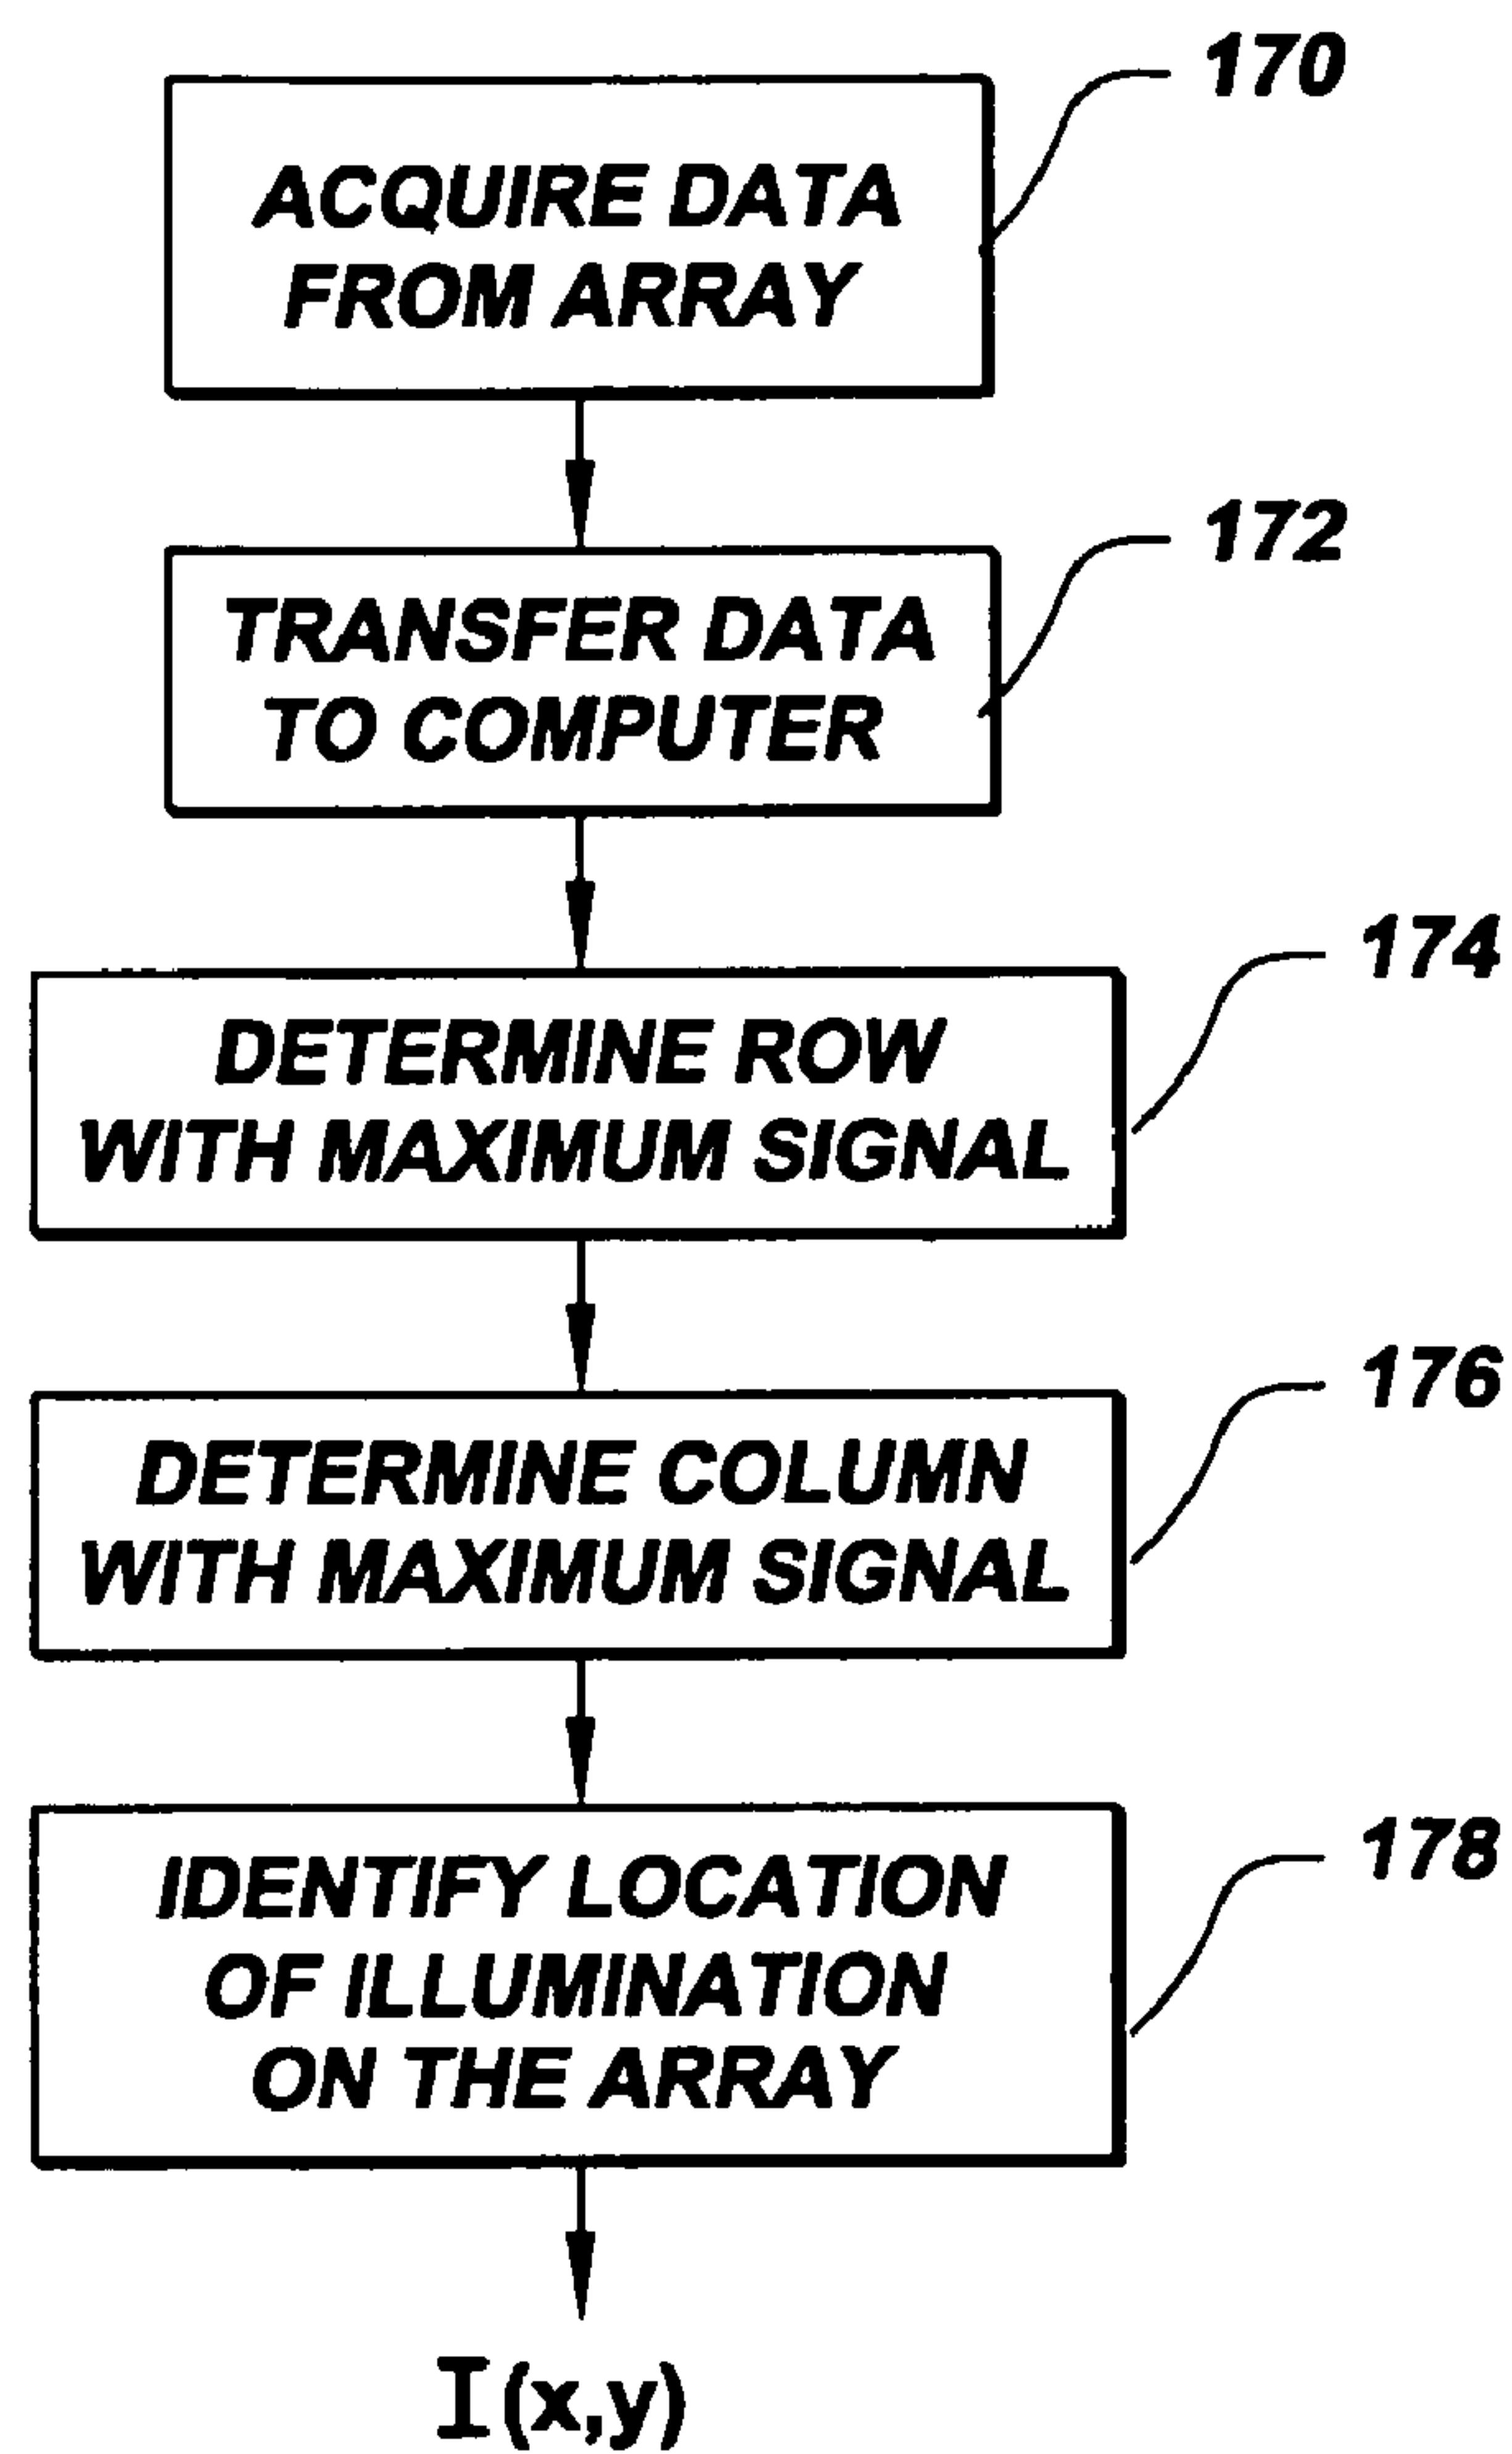 170
ACQUIRE DATA
FROM ARRAY
172
TRANSFER DATA
TO COMPUTER
174
DETERMINE ROW
WITH MAXIMUM SIGNAL
176
DETERMINE COLUMN
WITH MAXIMUM SIGNAL
178
IDENTIFY LOCATION
OF ILLUMINATION
ON THE ARRAY
I(x,y)